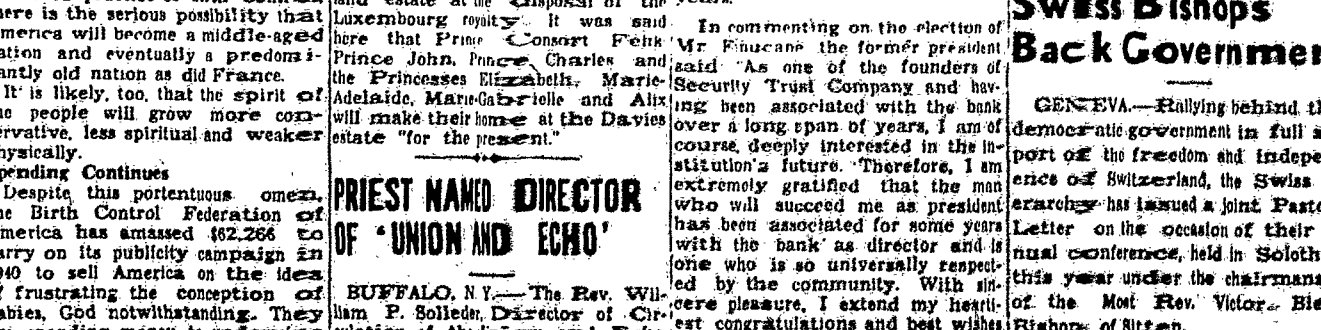 here is the serious possibility that
America will become a middle-aged
nation and eventually a predomi-
antly old nation as did France.
It is likely, too, that the spirit of
people will grow more con-
ervative, less spiritual and weaker
hysically.
pending Continues
Despite this portentous omen,
he Birth Control Federation of
merica has amassed $62,266 to
arry on its publicity campaign in
940 to sell America on the idea
f frustrating the conception of
abies, God notwithstanding. They
land estate at the disposal of the
Luxembourg royalty. It was said
here that Prince Consort Felix
Prince John, Prince Charles and
the Princesses Elizabeth, Marie-
Adelaide, Marie-Gabrielle and Alix
will make their home at the Davies
estate "for the present."
PRIEST NAMED DIRECTOR
OF 'UNION AND ECHO'
BUFFALO, N. Y.—The Rev. Wil-
liam P. Solleder, Director of Cir-
years.
In commenting on the election of
Mr. Finucane the former president
said "As one of the founders of
Security Trust Company and hav-
ing been associated with the bank
over a long span of years, I am of
course, deeply interested in the in-
stitution's future. Therefore, I am
extremely gratified that the man
who will succeed me as president
has been associated for some years
with the bank as director and is
one who is so universally respect-
ed by the community. With sin-
cere pleasure, I extend my hearti-
est congratulations and best wishes
Swiss Bishops
Back Governmen
GENEVA.—Rallying behind th
democratic government in full s
port of the freedom and indepe
ence of Switzerland, the Swiss
erarchy has issued a joint Pasto
Letter on the occasion of their
nual conference, held in Soloth
this year under the chairmans
of the Most Rev. Victor Bie
Bishop of Sitten.